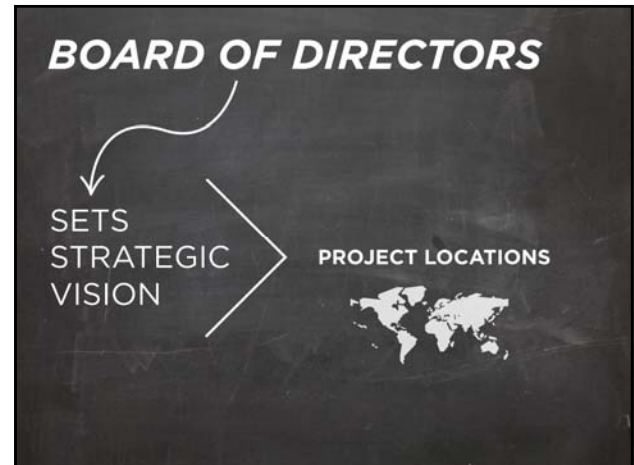 BOARD OF DIRECTORS
SETS
STRATEGIC
VISION
PROJECT LOCATIONS